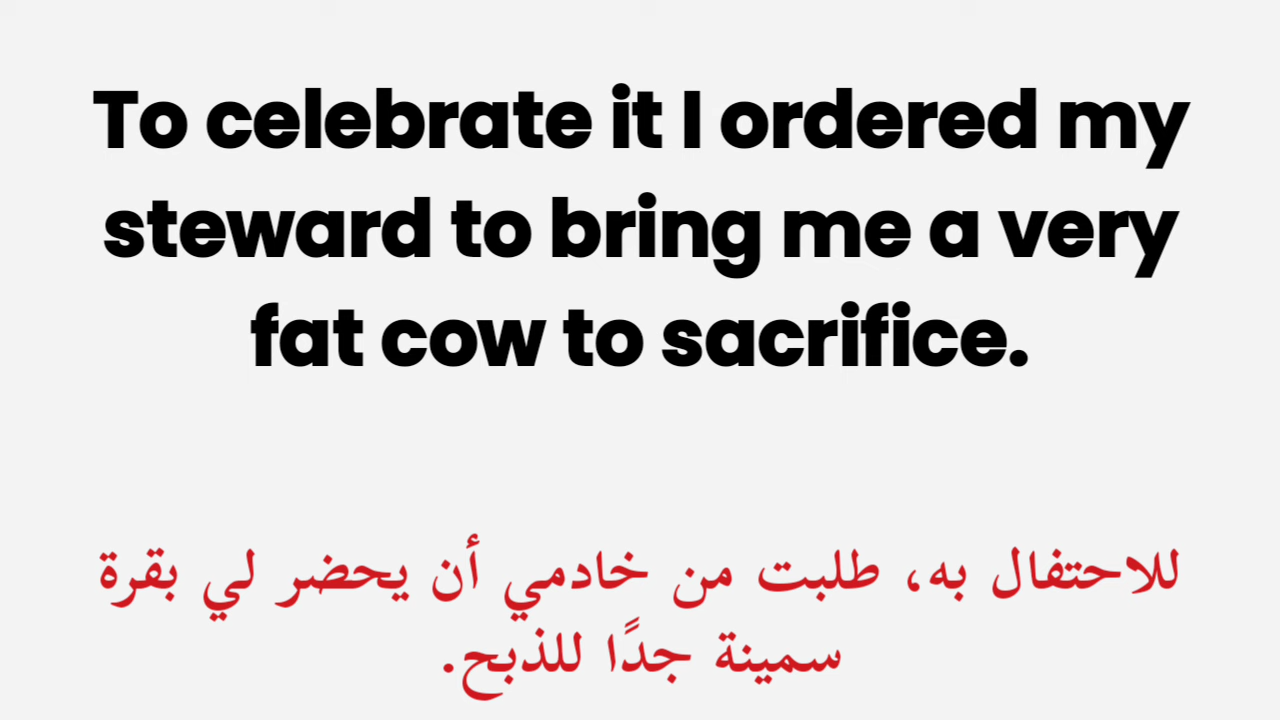 To celebrate it I ordered my
steward to bring me a very
fat cow to sacrifice.
للاحتفال به، طلبت من خادمي أن يحضر لي بقرة
سمينة جدًا للذبح.